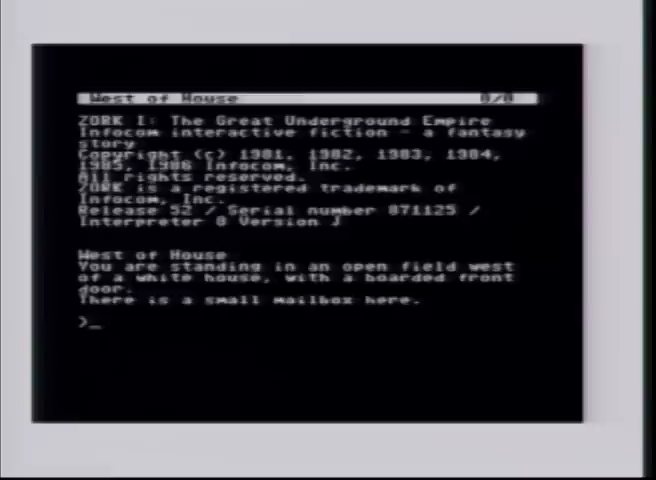 West of House 0/0
ZORK I: The Great Underground Empire
Infocom interactive fiction - a fantasy
story
Copyright (c) 1981, 1982, 1983, 1984,
1985, 1986 Infocom, Inc.
All rights reserved.
ZORK is a registered trademark of
Infocom, Inc.
Release 52 / Serial number 871125 /
Interpreter 8 Version J
West of House
You are standing in an open field west
of a white house, with a boarded front
door.
There is a small mailbox here.
>_